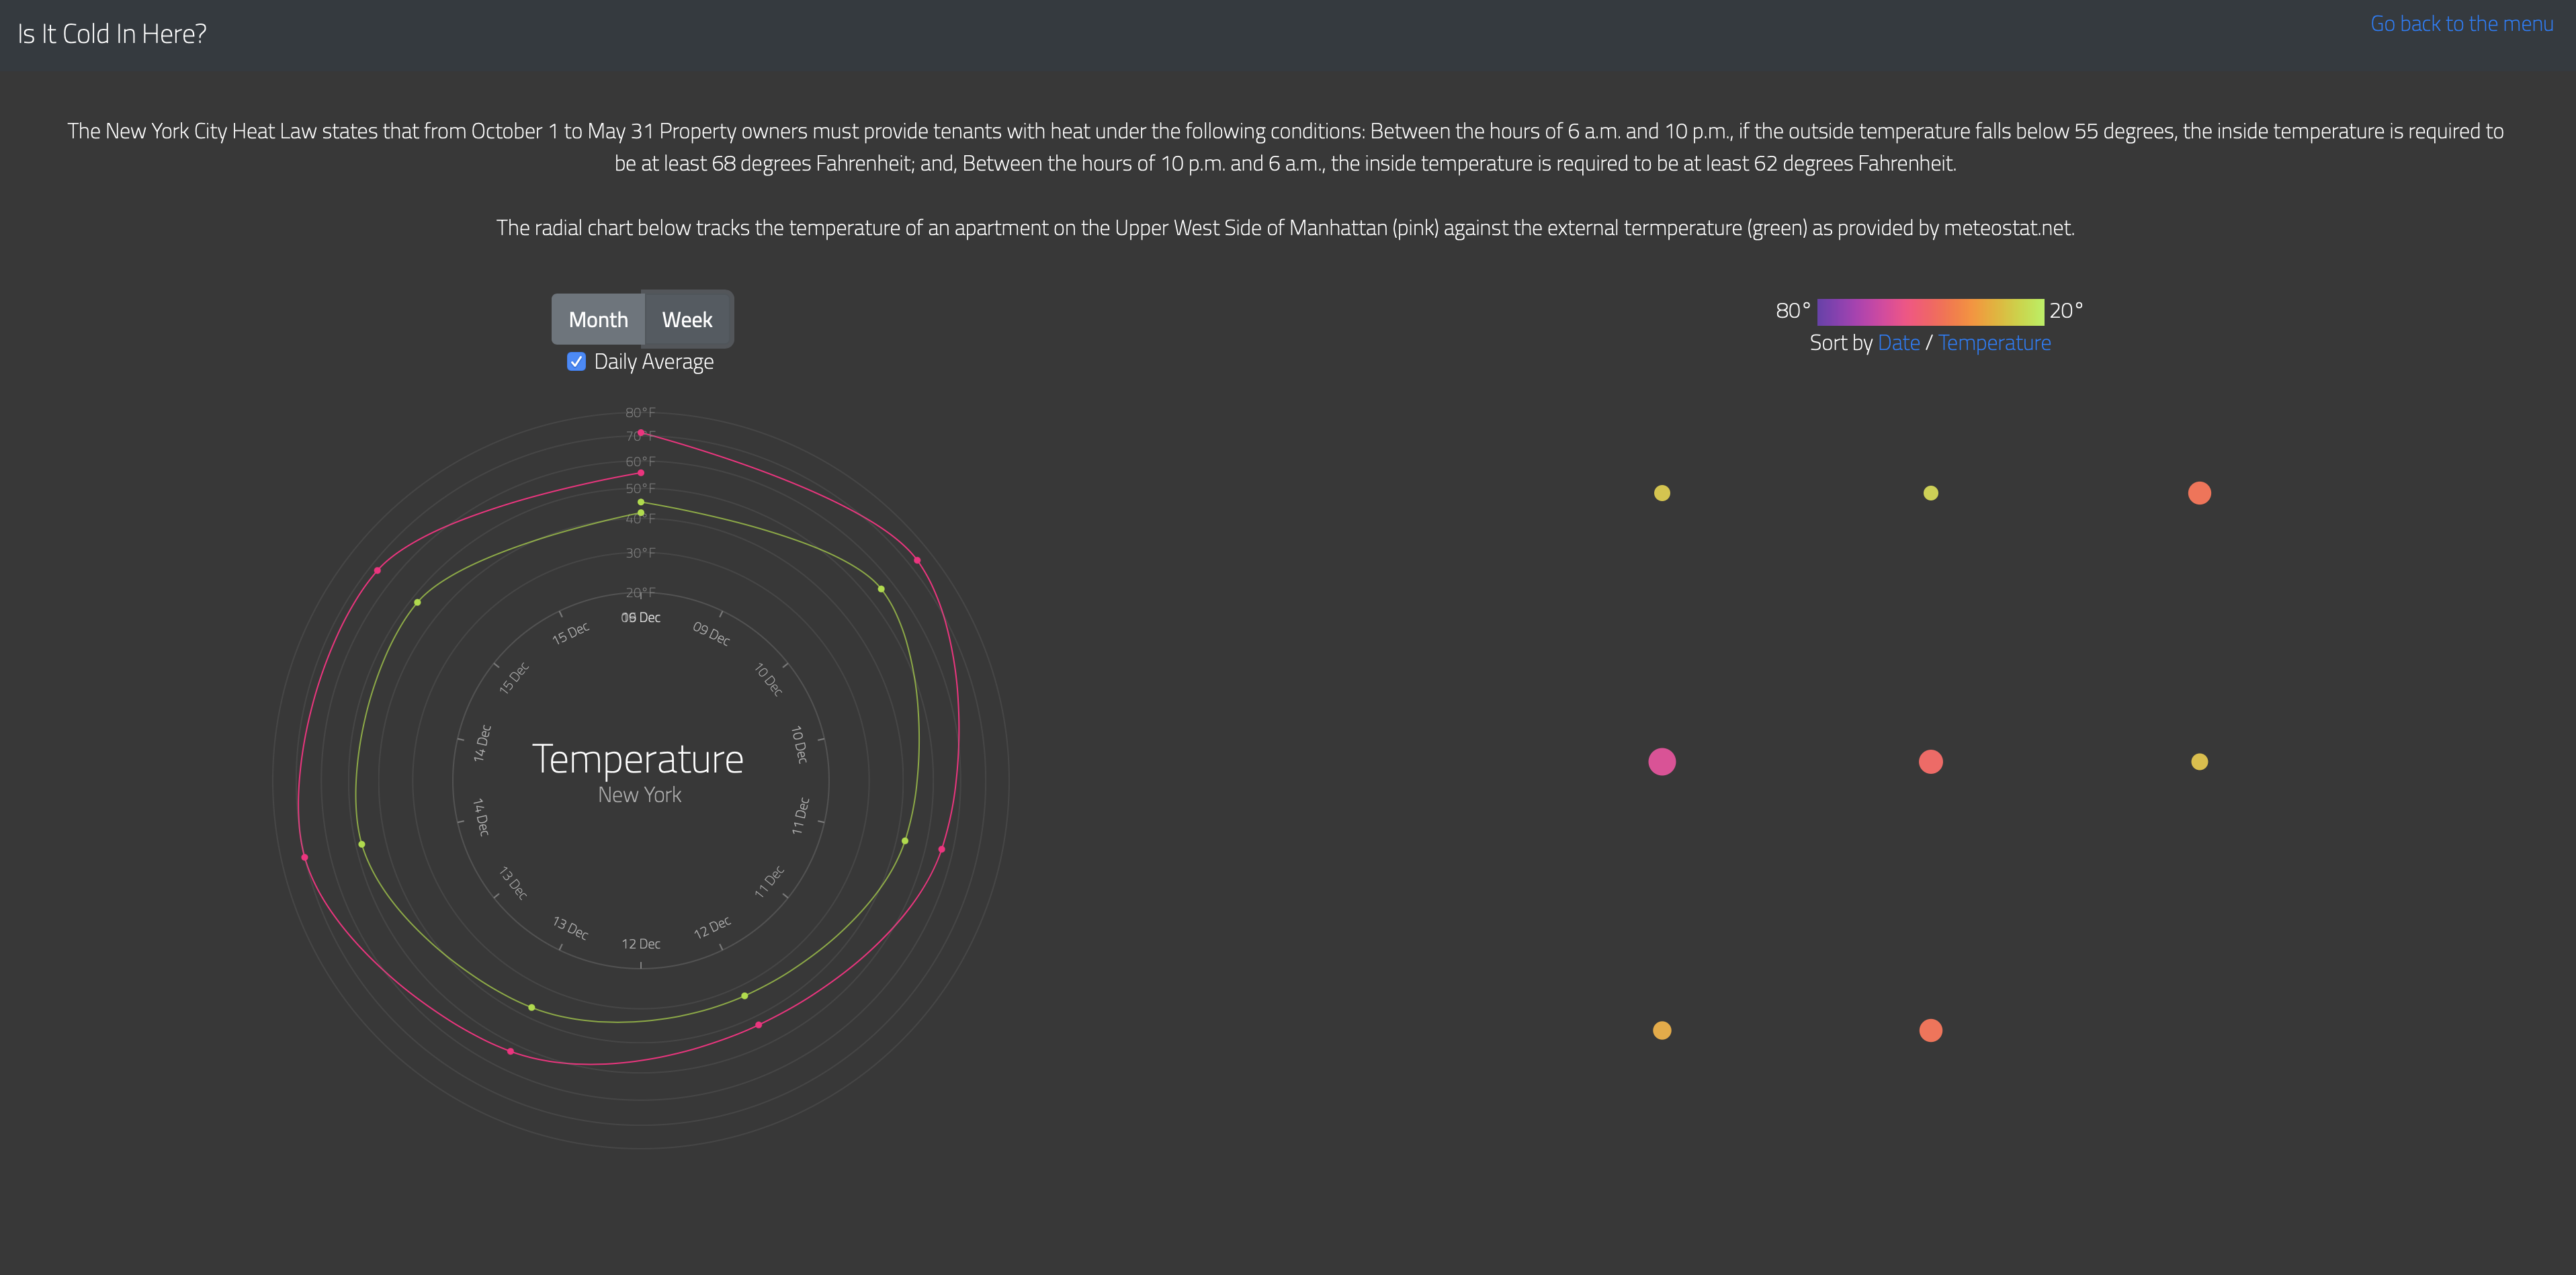 Is It Cold In Here?
Go back to the menu
The New York City Heat Law states that from October 1 to May 31 Property owners must provide tenants with heat under the following conditions: Between the hours of 6 a.m. and 10 p.m., if the outside temperature falls below 55 degrees, the inside temperature is required to
be at least 68 degrees Fahrenheit; and, Between the hours of 10 p.m. and 6 a.m., the inside temperature is required to be at least 62 degrees Fahrenheit.
The radial chart below tracks the temperature of an apartment on the Upper West Side of Manhattan (pink) against the external termperature (green) as provided by meteostat.net.
Month
Week
Daily Average
80°
20°
Sort by Date / Temperature
80°F
70°F
60°F
50°F
40°F
30°F
20°F
Dec
09 Dec
10 Dec
10 Dec
11 Dec
11 Dec
12 Dec
12 Dec
13 Dec
13 Dec
14 Dec
14 Dec
15 Dec
15 Dec
Temperature
New York